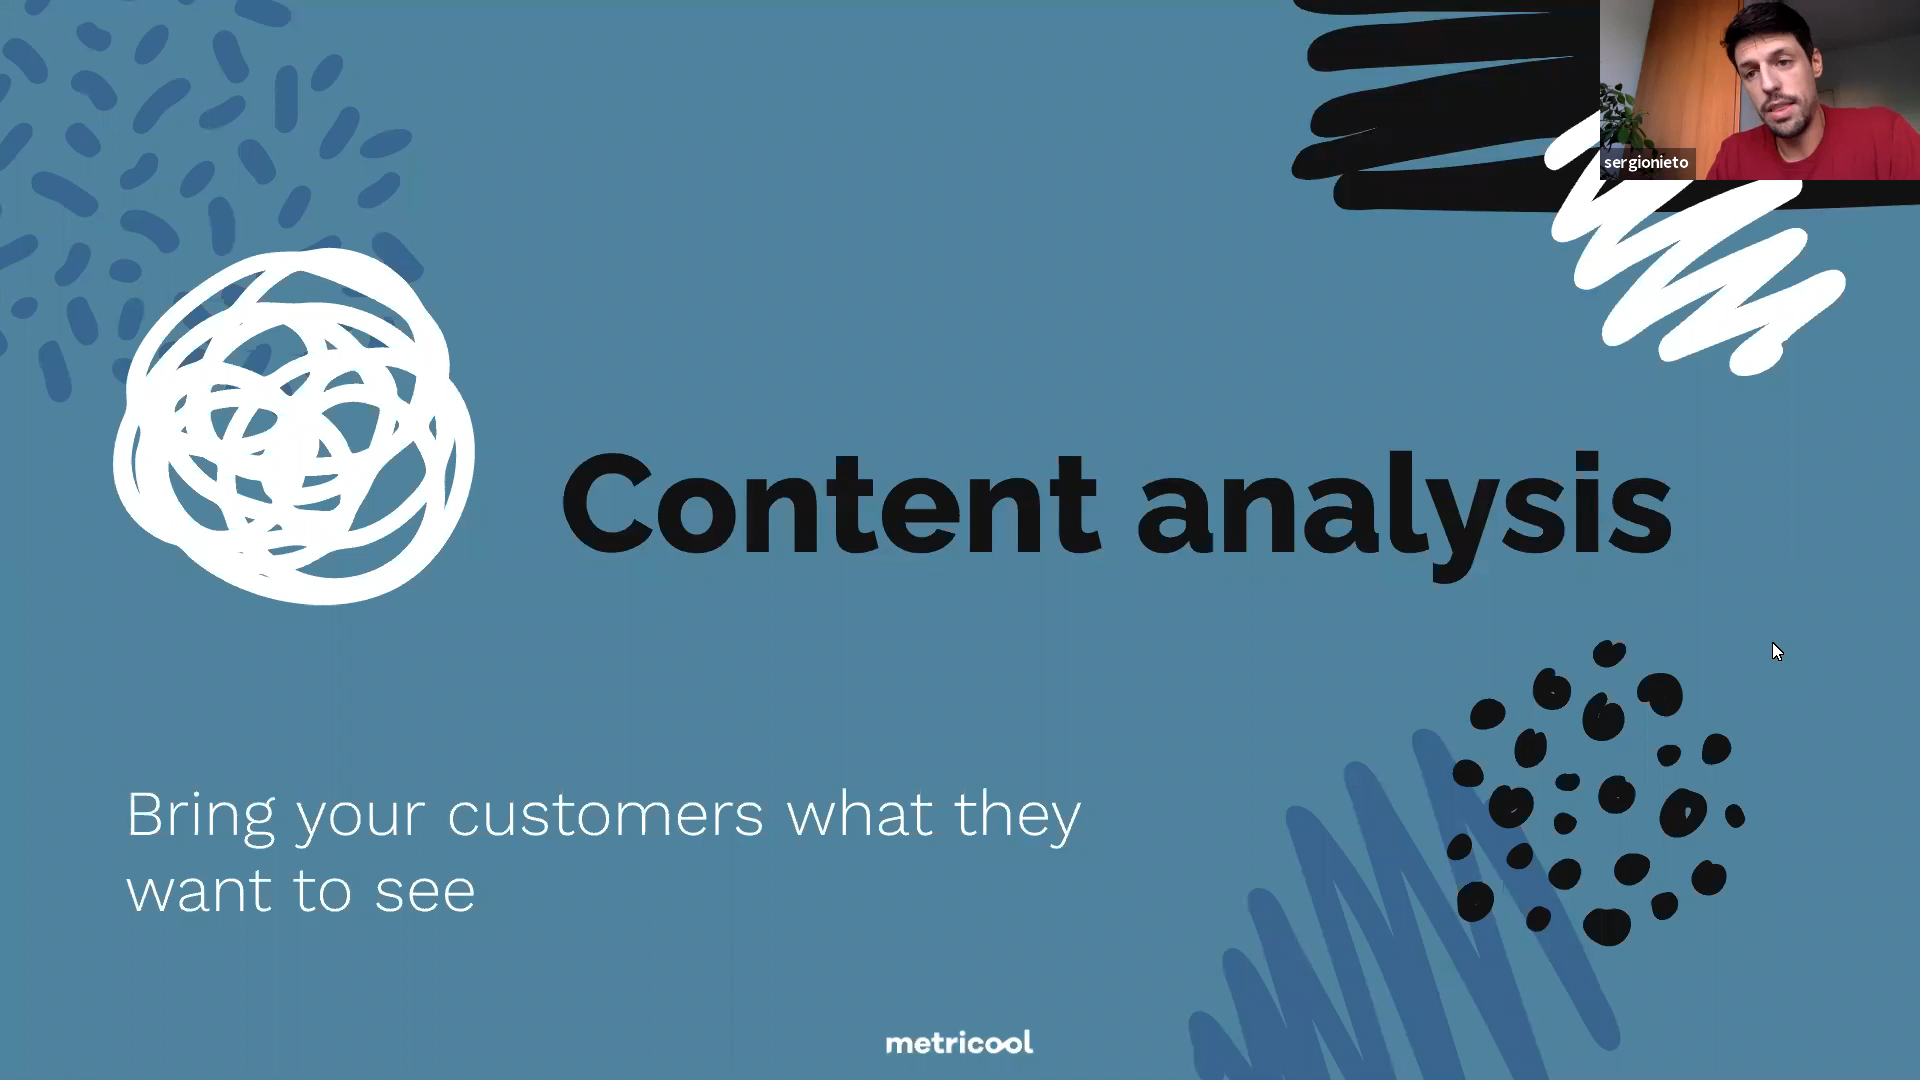 sergionieto
Content analysis
Bring your customers what they
want to see
metricool